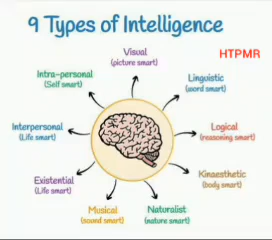 9 Types of Intelligence
HTPMR
Visual
(picture smart)
Intra-personal
(Self smart)
Linguistic
(word smart)
Interpersonal
(Life smart)
Logical
(reasoning smart)
Existential
(Life smart)
Kinaesthetic
(body smart)
Musical
(sound smart)
Naturalist
(nature smart)